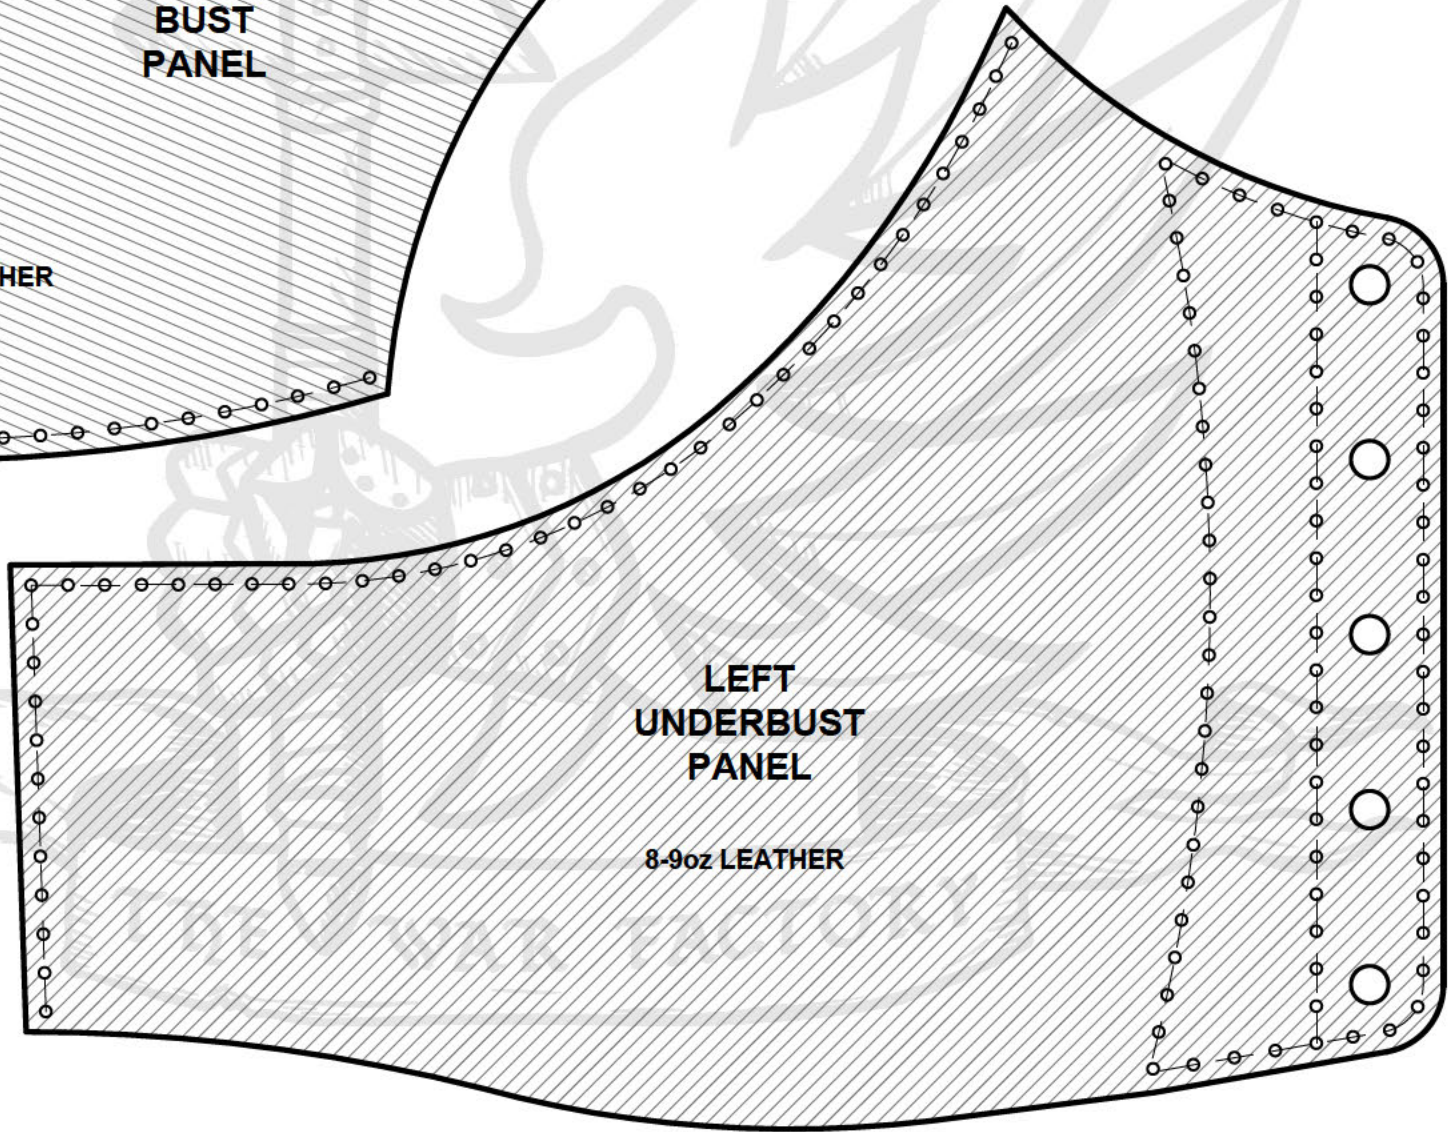 BUST
PANEL
HER
LEFT
UNDERBUST
PANEL
8-9oz LEATHER
THE WAR FACTORY